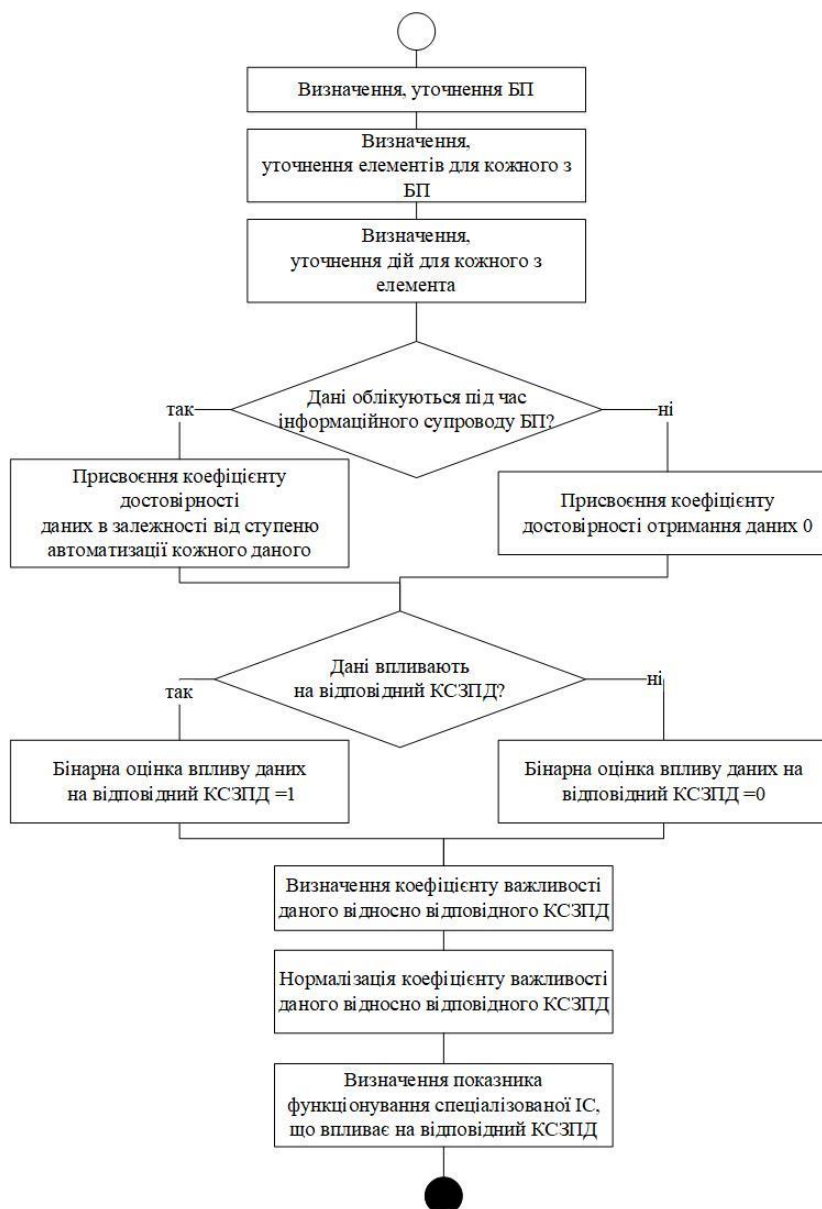 Визначення, уточнення БП
Визначення,
уточнення елементів для кожного з
БП
Визначення,
уточнення дій для кожного з
елемента
Дані обліkуються під час
інформаційного супроводу БП?
так
ні
Присвоєння коефіцієнту
достовірності
даних в залежності від ступеню
автоматизації кожного даного
Присвоєння коефіцієнту
достовірності отримання даних 0
Дані впливають
на відповідний КСЗПД?
так
ні
Бінарна оцінка впливу даних
на відповідний КСЗПД =1
Бінарна оцінка впливу даних на
відповідний КСЗПД =0
Визначення коефіцієнту важливості
даного відносно відповідного КСЗПД
Нормалізація коефіцієнту важливості
даного відносно відповідного КСЗПД
Визначення показника
функціонування спеціалізованої ІС,
що впливає на відповідний КСЗПД